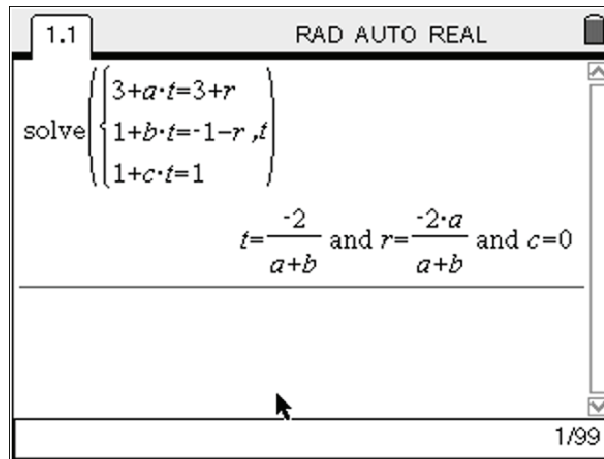 1.1 RAD AUTO REAL
solve({3+a·t=3+r
1+b·t=-1-r ,t)
1+c·t=1
t=-2/(a+b) and r=-2·a/(a+b) and c=0
1/99